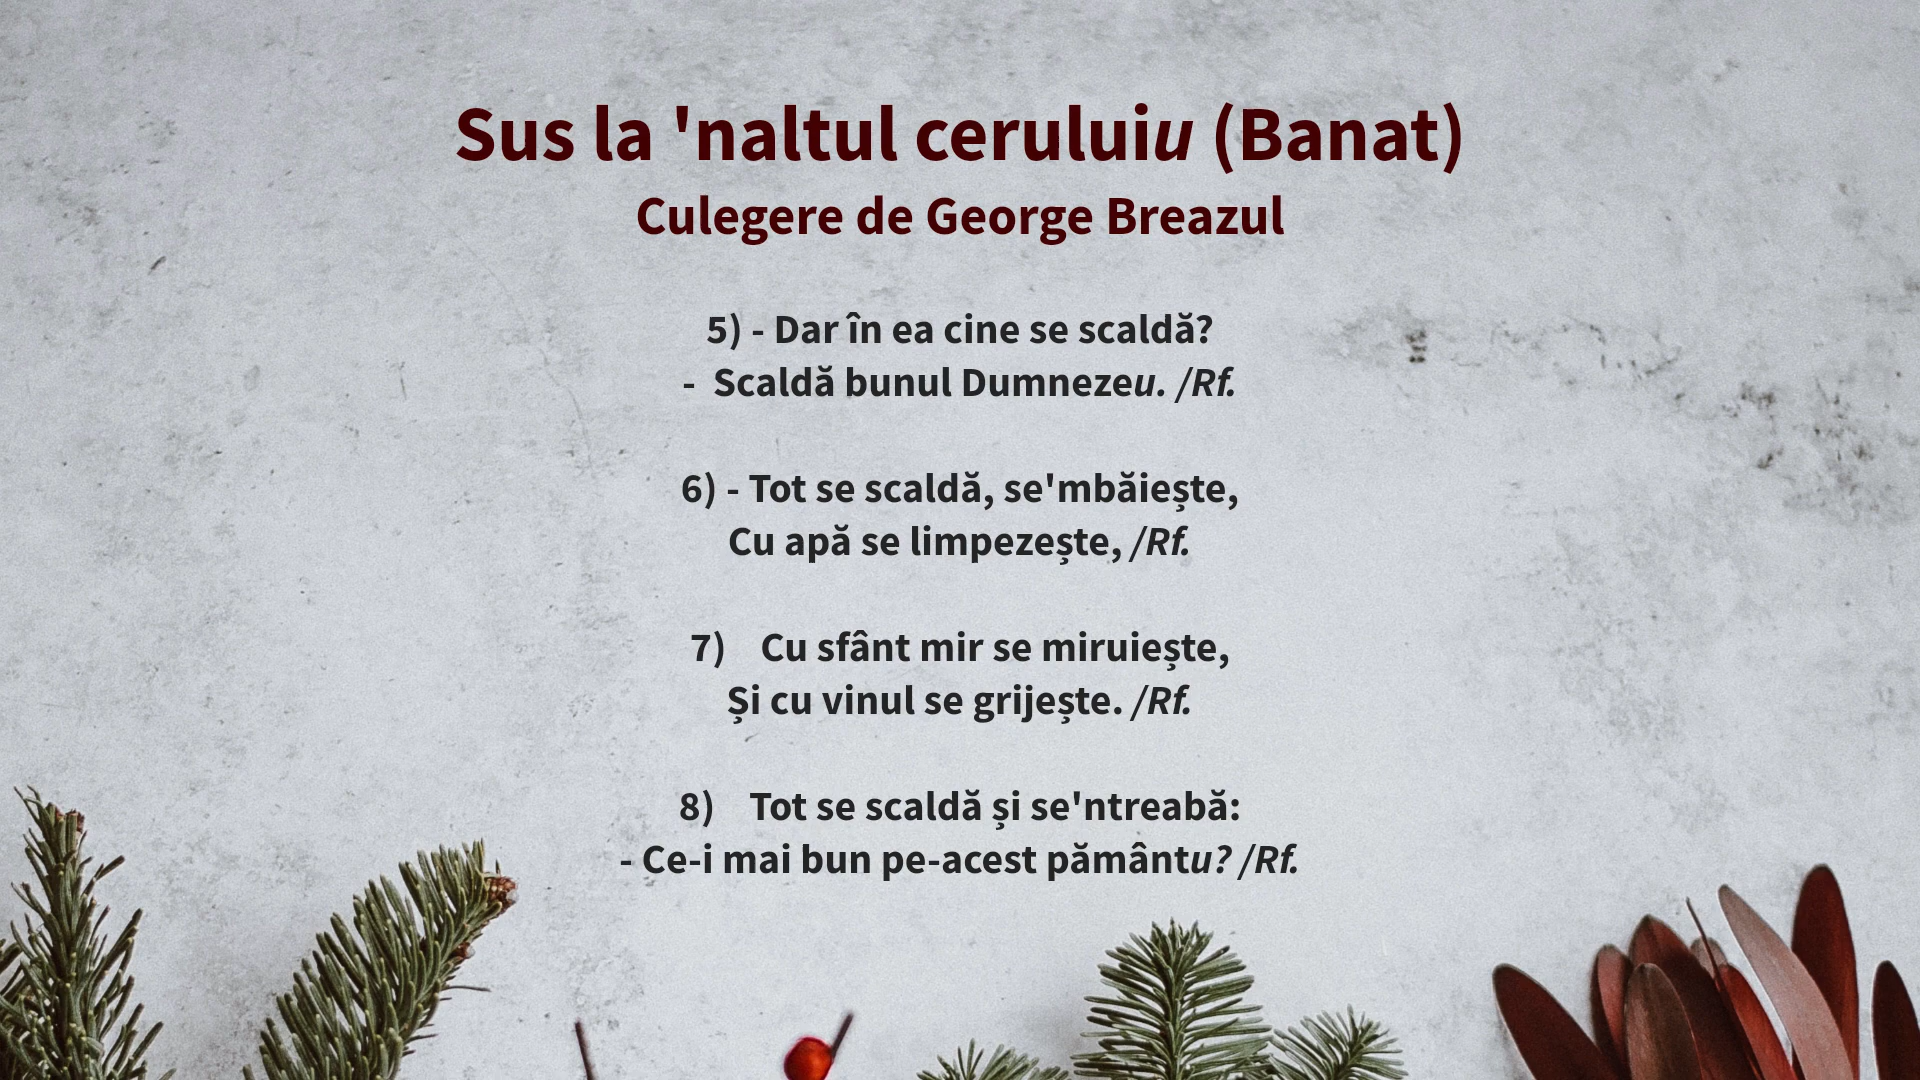 Sus la 'naltul ceruluiu (Banat)
Culegere de George Breazul
5) - Dar în ea cine se scaldă?
-  Scaldă bunul Dumnezeu. /Rf.
6) - Tot se scaldă, se'mbăiește,
Cu apă se limpezește, /Rf.
7)    Cu sfânt mir se miruiește,
Și cu vinul se grijește. /Rf.
8)    Tot se scaldă și se'ntreabă:
- Ce-i mai bun pe-acest pământu? /Rf.